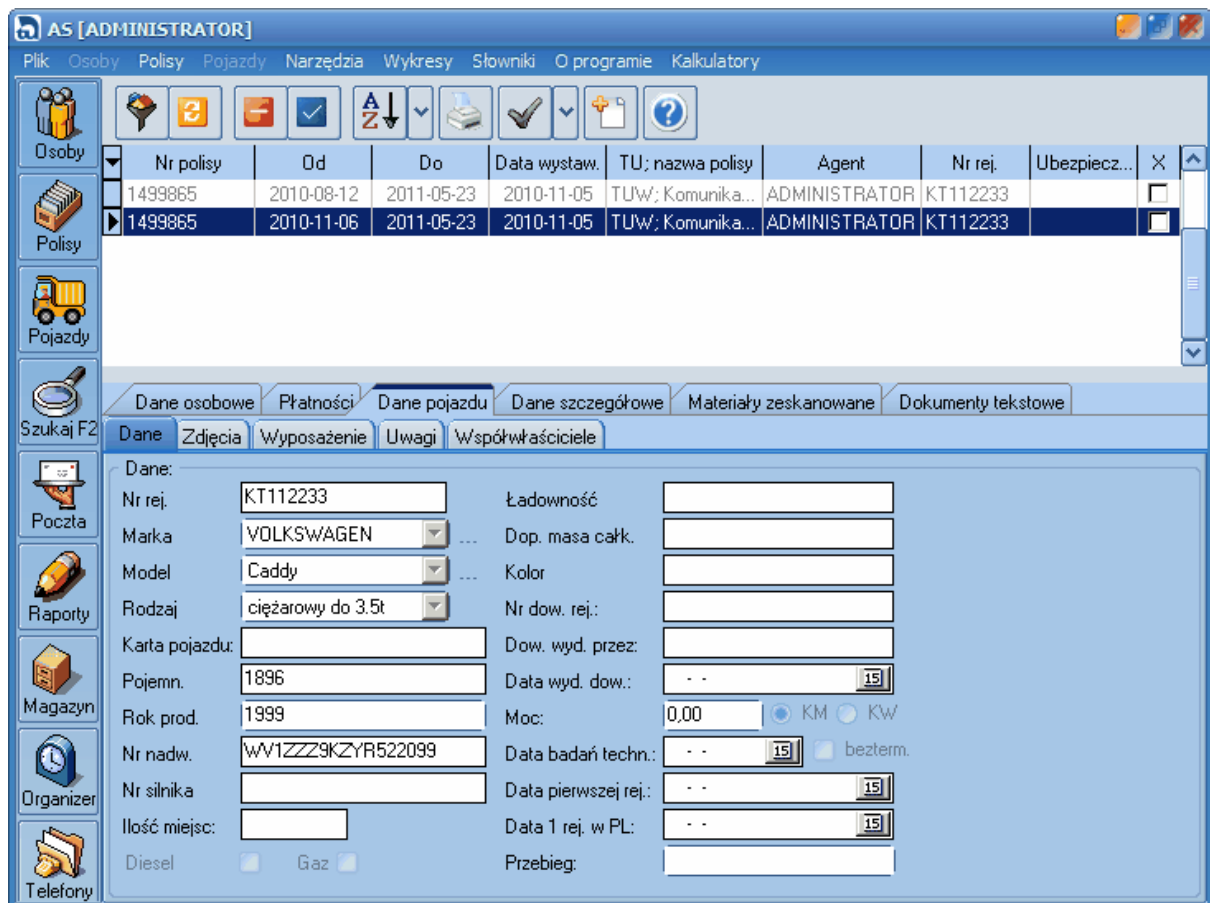 AS [ADMINISTRATOR]
Plik Osoby Polisy Pojazdy Narzędzia Wykresy Słowniki O programie Kalkulatory
Osoby
Polisy
Pojazdy
Szukaj F2
Poczta
Raporty
Magazyn
Organizer
Telefony
Nr polisy Od Do Data wystaw. TU; nazwa polisy Agent Nr rej. Ubezpiecz... X
1499865 2010-08-12 2011-05-23 2010-11-05 TUW; Komunika... ADMINISTRATOR KT112233
1499865 2010-11-06 2011-05-23 2010-11-05 TUW; Komunika... ADMINISTRATOR KT112233
Dane osobowe Płatności Dane pojazdu Dane szczegółowe Materiały zeskanowane Dokumenty tekstowe
Dane Zdjęcia Wyposażenie Uwagi Współwłaściciele
Dane:
Nr rej. KT112233 Ładowność
Marka VOLKSWAGEN ... Dop. masa całk.
Model Caddy ... Kolor
Rodzaj ciężarowy do 3.5t Nr dow. rej.:
Karta pojazdu: Dow. wyd. przez:
Pojemn. 1896 Data wyd. dow.: - - 15
Rok prod. 1999 Moc: 0,00 KM KW
Nr nadw. WV1ZZZ9KZYR522099 Data badań techn.: - - 15 bezterm.
Nr silnika Data pierwszej rej.: - - 15
Ilość miejsc: Data 1 rej. w PL: - - 15
Diesel Gaz Przebieg: